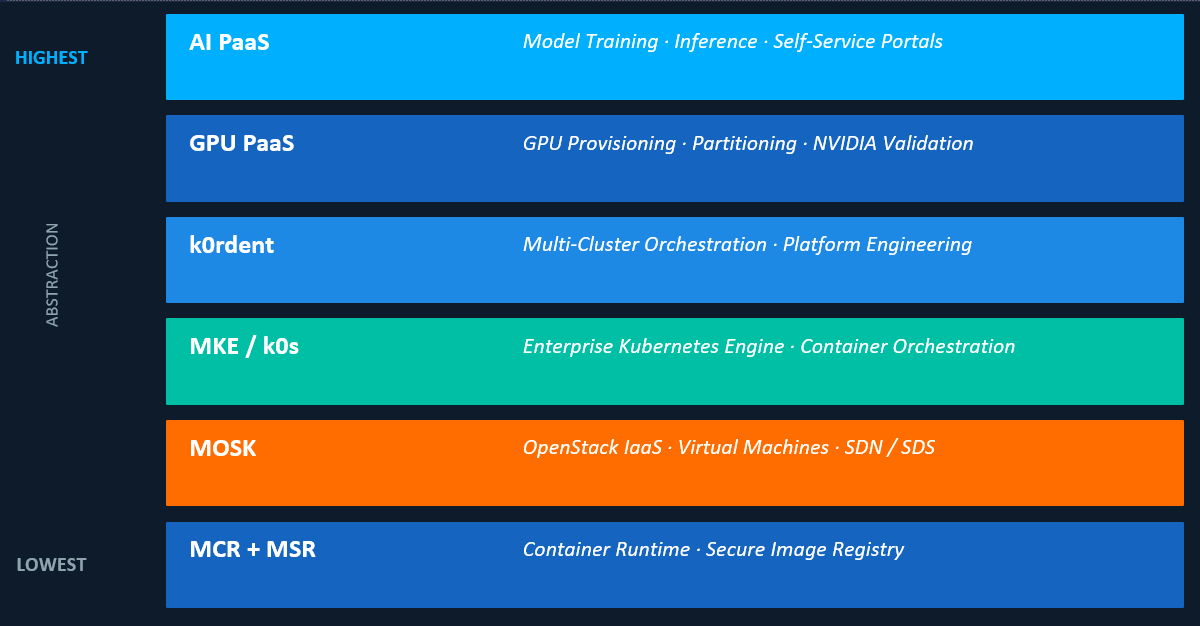 AI PaaS
Model Training · Inference · Self-Service Portals
HIGHEST
GPU PaaS
GPU Provisioning · Partitioning · NVIDIA Validation
k0rdent
Multi-Cluster Orchestration · Platform Engineering
ABSTRACTION
MKE / k0s
Enterprise Kubernetes Engine · Container Orchestration
MOSK
OpenStack IaaS · Virtual Machines · SDN / SDS
MCR + MSR
Container Runtime · Secure Image Registry
LOWEST